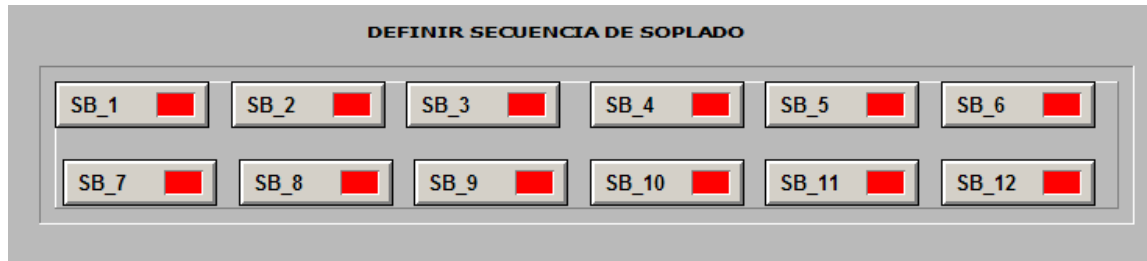 DEFINIR SECUENCIA DE SOPLADO
SB_1 SB_2 SB_3 SB_4 SB_5 SB_6
SB_7 SB_8 SB_9 SB_10 SB_11 SB_12